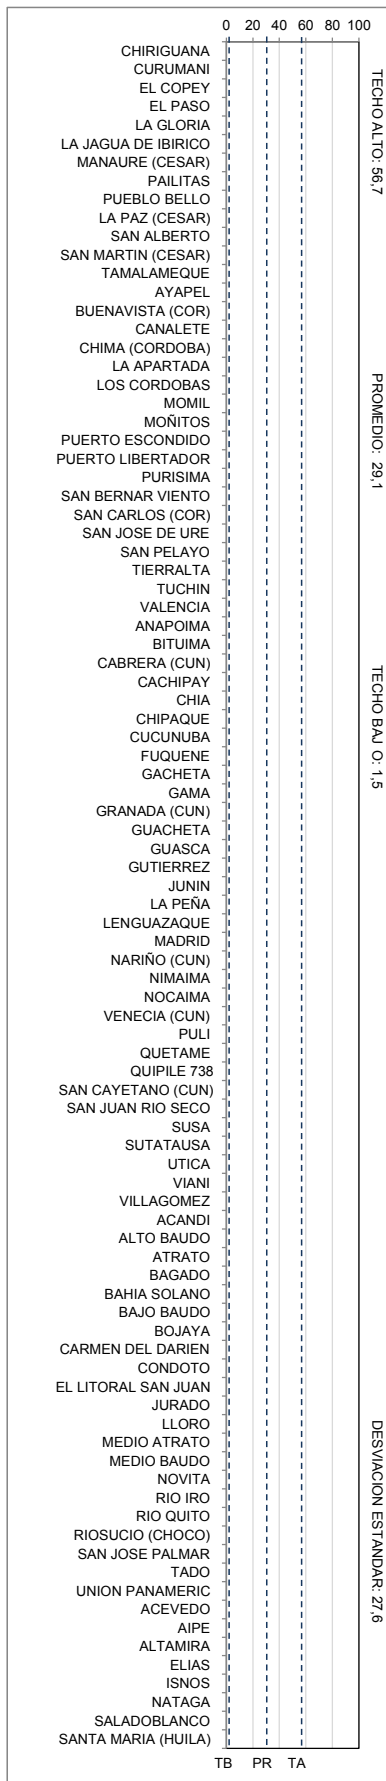 0 20 40 60 80 100
CHIRIGUANA
CURUMANI
EL COPEY
EL PASO
LA GLORIA
LA JAGUA DE IBIRICO
MANAURE (CESAR)
PAILITAS
PUEBLO BELLO
LA PAZ (CESAR)
SAN ALBERTO
SAN MARTIN (CESAR)
TAMALAMEQUE
AYAPEL
BUENAVISTA (COR)
CANALETE
CHIMA (CORDOBA)
LA APARTADA
LOS CORDOBAS
MOMIL
MOÑITOS
PUERTO ESCONDIDO
PUERTO LIBERTADOR
PURISIMA
SAN BERNAR VIENTO
SAN CARLOS (COR)
SAN JOSE DE URE
SAN PELAYO
TIERRALTA
TUCHIN
VALENCIA
ANAPOIMA
BITUIMA
CABRERA (CUN)
CACHIPAY
CHIA
CHIPAQUE
CUCUNUBA
FUQUENE
GACHETA
GAMA
GRANADA (CUN)
GUACHETA
GUASCA
GUTIERREZ
JUNIN
LA PEÑA
LENGUAZAQUE
MADRID
NARIÑO (CUN)
NIMAIMA
NOCAIMA
VENECIA (CUN)
PULI
QUETAME
QUIPILE 738
SAN CAYETANO (CUN)
SAN JUAN RIO SECO
SUSA
SUTATAUSA
UTICA
VIANI
VILLAGOMEZ
ACANDI
ALTO BAUDO
ATRATO
BAGADO
BAHIA SOLANO
BAJO BAUDO
BOJAYA
CARMEN DEL DARIEN
CONDOTO
EL LITORAL SAN JUAN
JURADO
LLORO
MEDIO ATRATO
MEDIO BAUDO
NOVITA
RIO IRO
RIO QUITO
RIOSUCIO (CHOCO)
SAN JOSE PALMAR
TADO
UNION PANAMERIC
ACEVEDO
AIPE
ALTAMIRA
ELIAS
ISNOS
NATAGA
SALADOBLANCO
SANTA MARIA (HUILA)
TB PR TA
TECHO ALTO: 56,7
PROMEDIO: 29,1
TECHO BAJ O: 1,5
DESVIACION ESTANDAR: 27,6